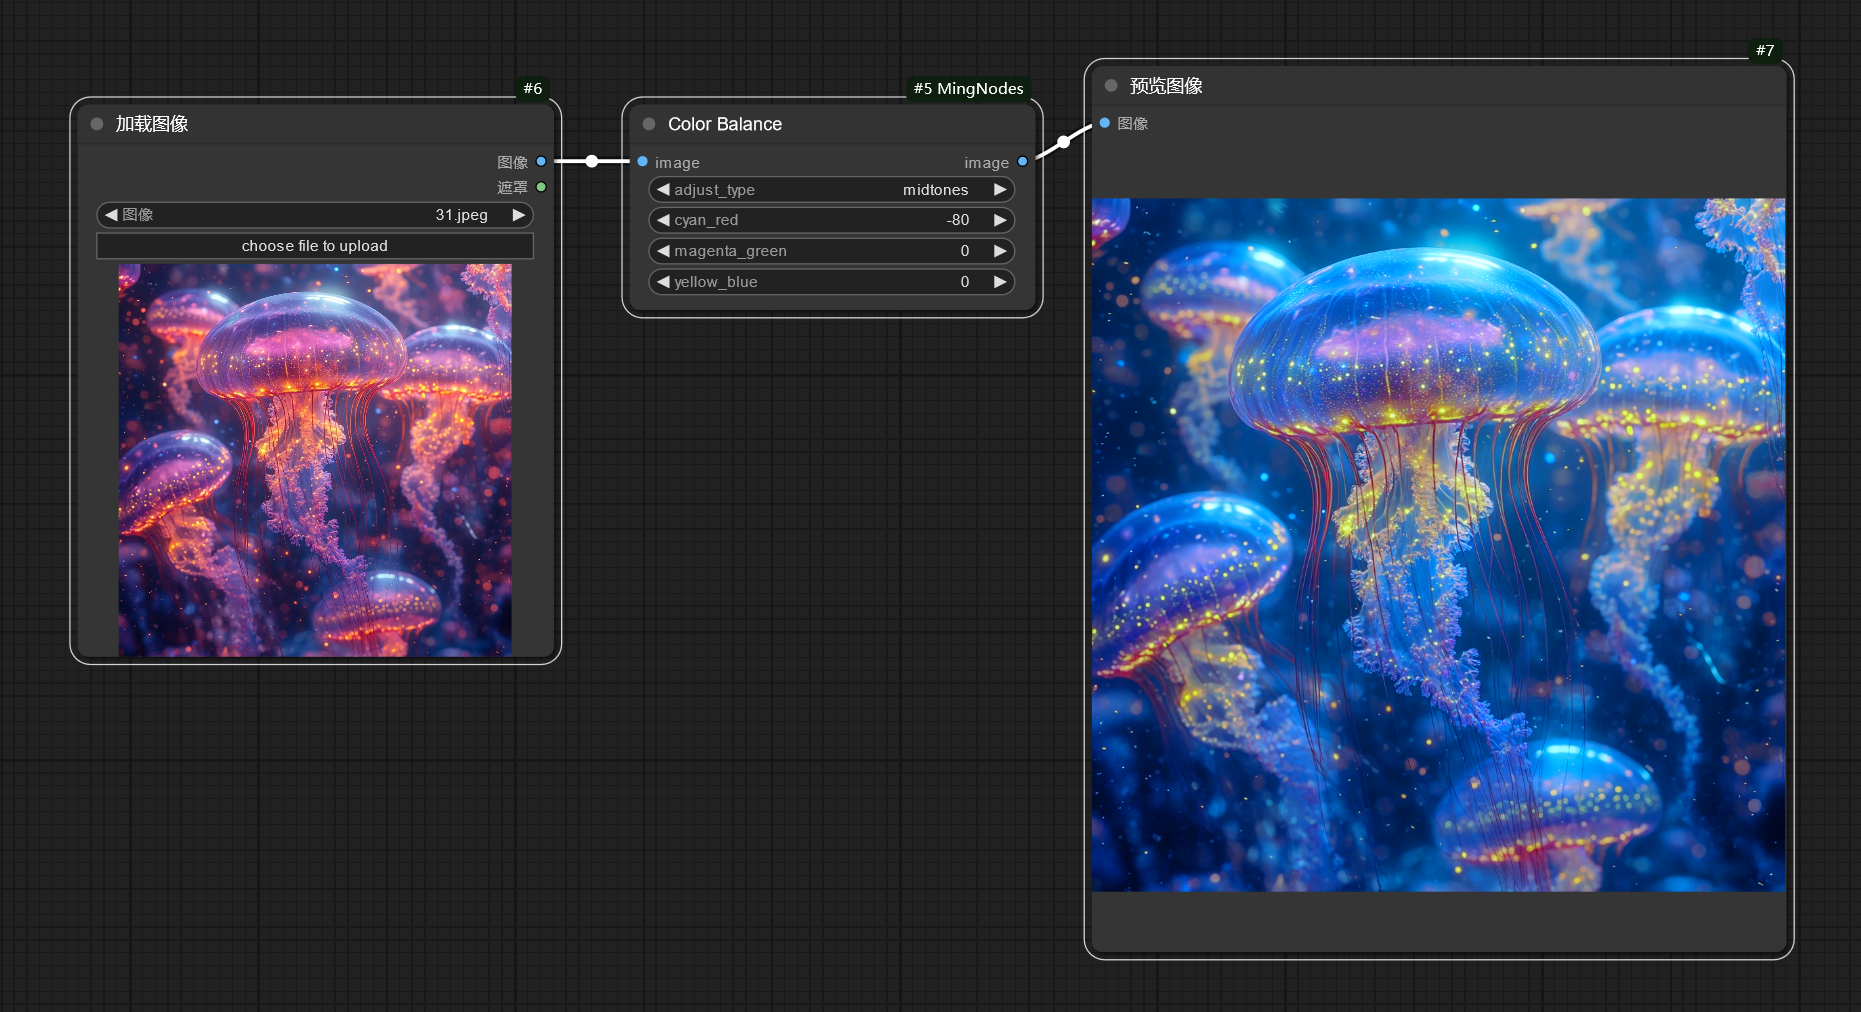 #6
加载图像
图像
遮罩
图像 31.jpeg
choose file to upload
#5 MingNodes
Color Balance
image image
adjust_type midtones
cyan_red -80
magenta_green 0
yellow_blue 0
#7
预览图像
图像